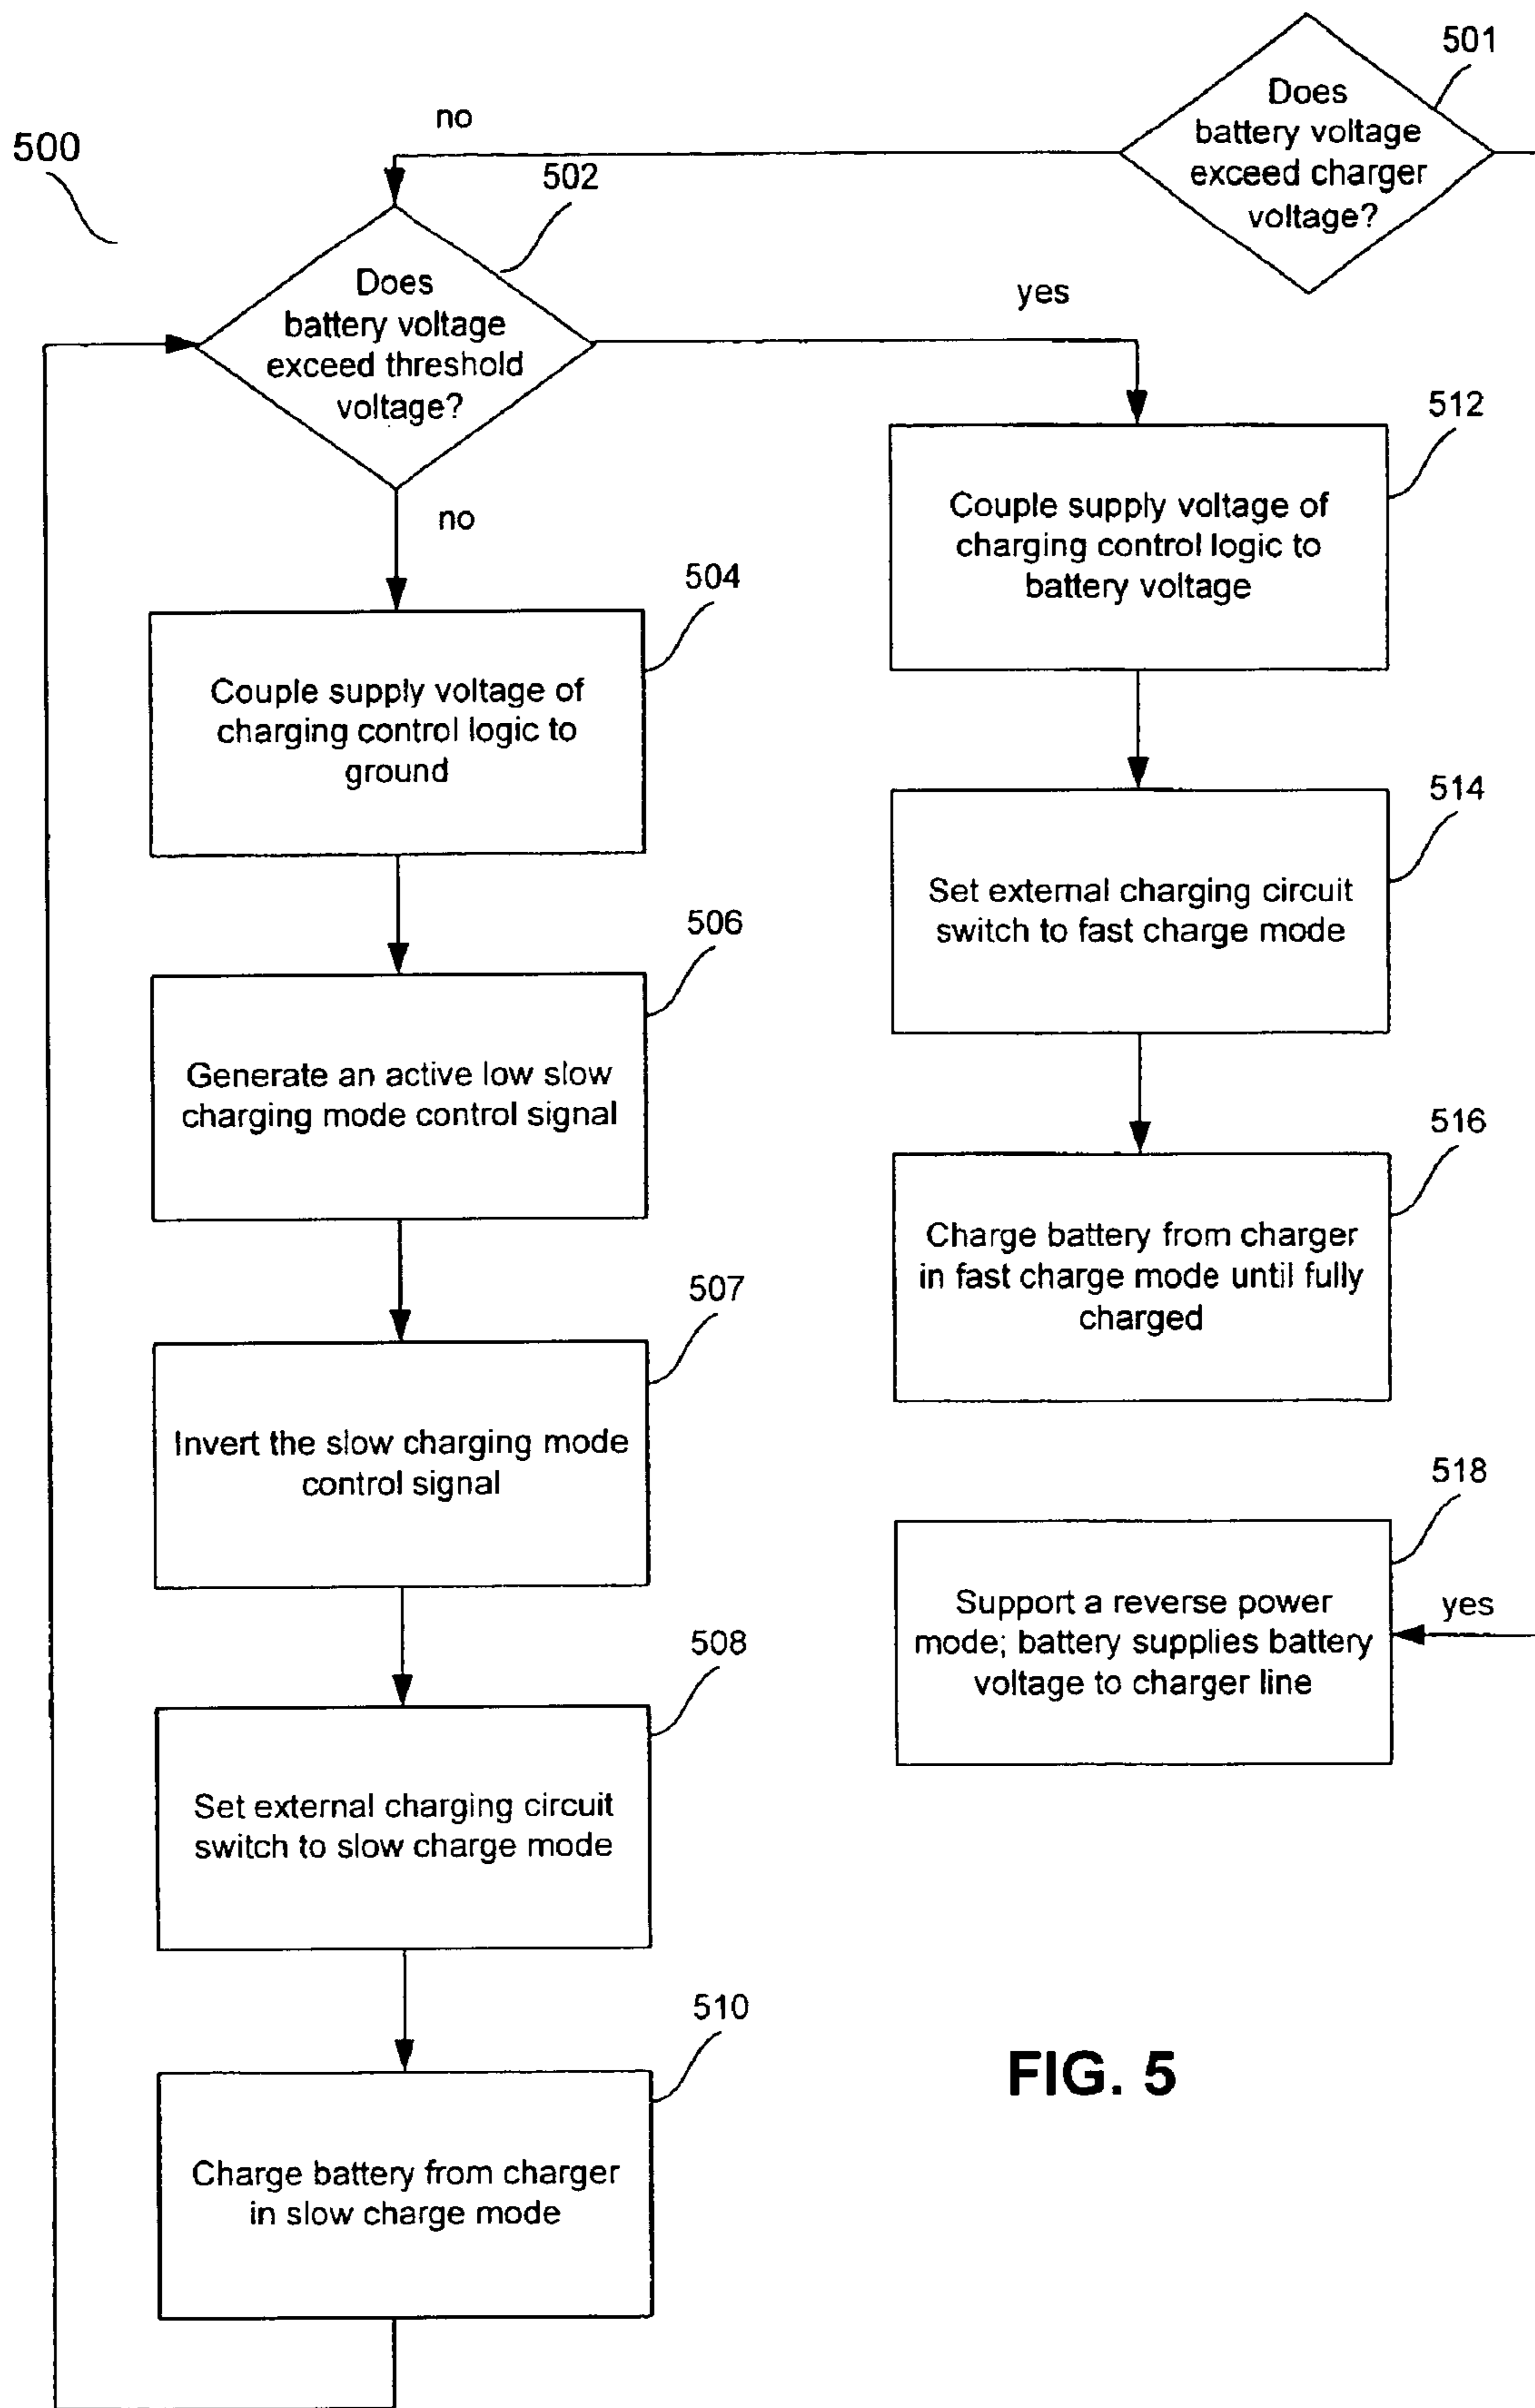 501
Does
battery voltage
exceed charger
voltage?
no
500
502
Does
battery voltage
exceed threshold
voltage?
yes
no
512
Couple supply voltage of
charging control logic to
battery voltage
504
Couple supply voltage of
charging control logic to
ground
514
Set external charging circuit
switch to fast charge mode
506
Generate an active low slow
charging mode control signal
516
Charge battery from charger
in fast charge mode until fully
charged
507
Invert the slow charging mode
control signal
518
Support a reverse power
mode; battery supplies battery
voltage to charger line
yes
508
Set external charging circuit
switch to slow charge mode
510
Charge battery from charger
in slow charge mode
FIG. 5